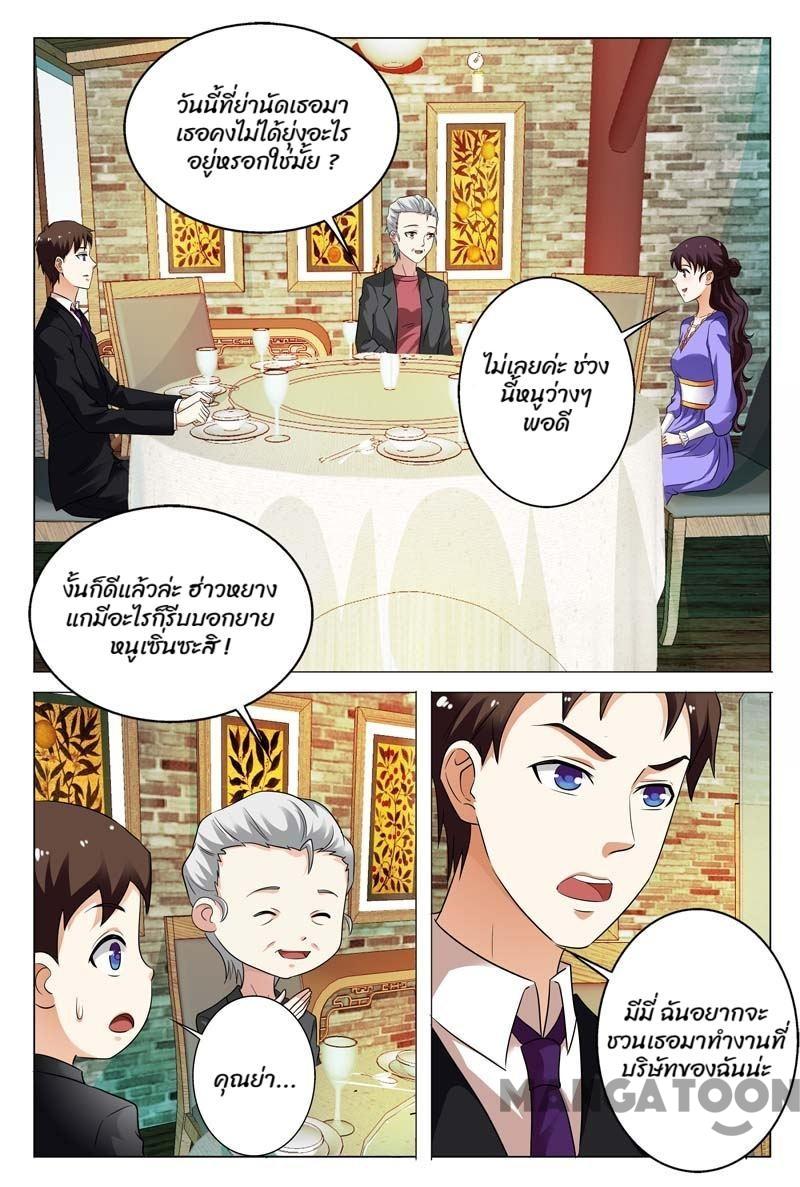 วันนี้ที่ย่านัดเธอมา
เธอคงไม่ได้ยุ่งอะไร
อยู่หรอกใช่มั้ย ?
ไม่เลยค่ะ ช่วง
นี้หนูว่างๆ
พอดี
งั้นก็ดีแล้วล่ะ ฮ่าวหยาง
แกมีอะไรก็รีบบอกยาย
หนูเซิ่นซะสิ !
คุณย่า...
มีมี่ ฉันอยากจะ
ชวนเธอมาทำงานที่
บริษัทของฉันน่ะ
MANGATOON